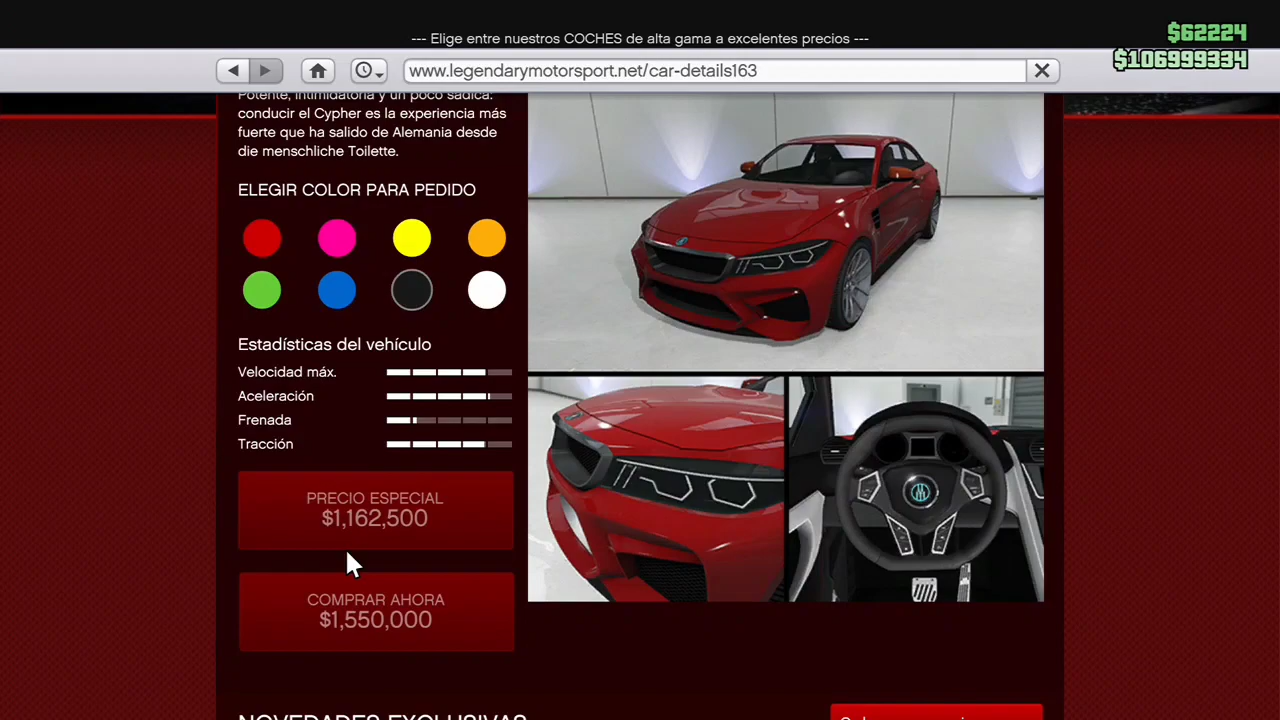 --- Elige entre nuestros COCHES de alta gama a excelentes precios ---
$62224
$106999334
www.legendarymotorsport.net/car-details163
Potente, intimidatoria y un poco sádica:
conducir el Cypher es la experiencia más
fuerte que ha salido de Alemania desde
die menschliche Toilette.
ELEGIR COLOR PARA PEDIDO
Estadísticas del vehículo
Velocidad máx.
Aceleración
Frenada
Tracción
PRECIO ESPECIAL
$1,162,500
COMPRAR AHORA
$1,550,000
NOVEDADES EXCLUSIVAS